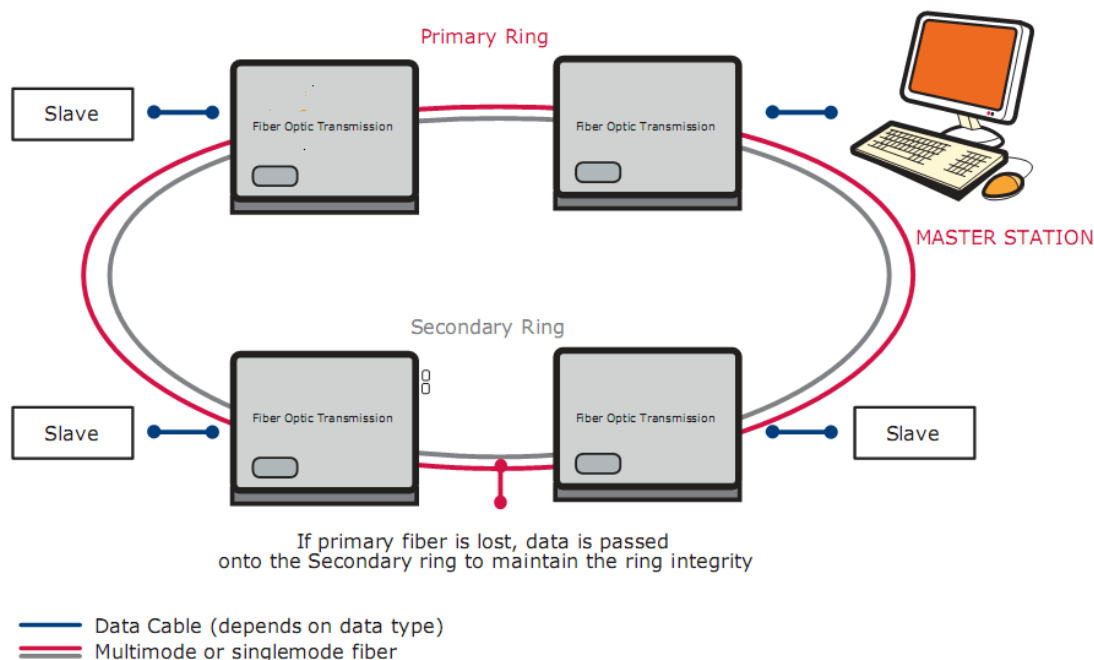 Primary Ring
Slave
Fiber Optic Transmission
Fiber Optic Transmission
MASTER STATION
Secondary Ring
Slave
Fiber Optic Transmission
Fiber Optic Transmission
Slave
If primary fiber is lost, data is passed
onto the Secondary ring to maintain the ring integrity
Data Cable (depends on data type)
Multimode or singlemode fiber